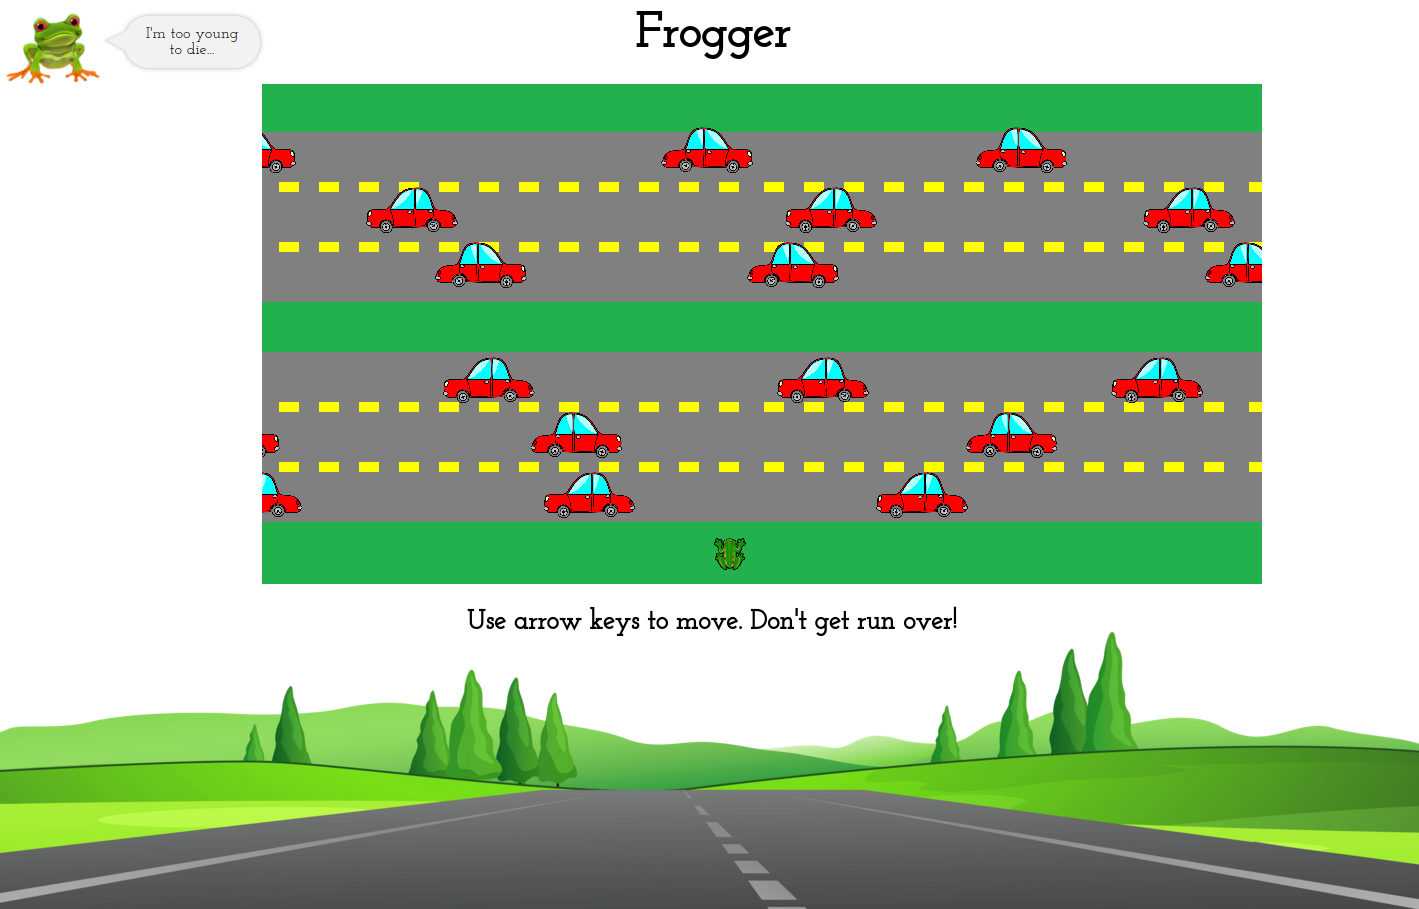 I'm too young
to die...
Frogger
Use arrow keys to move. Don't get run over!